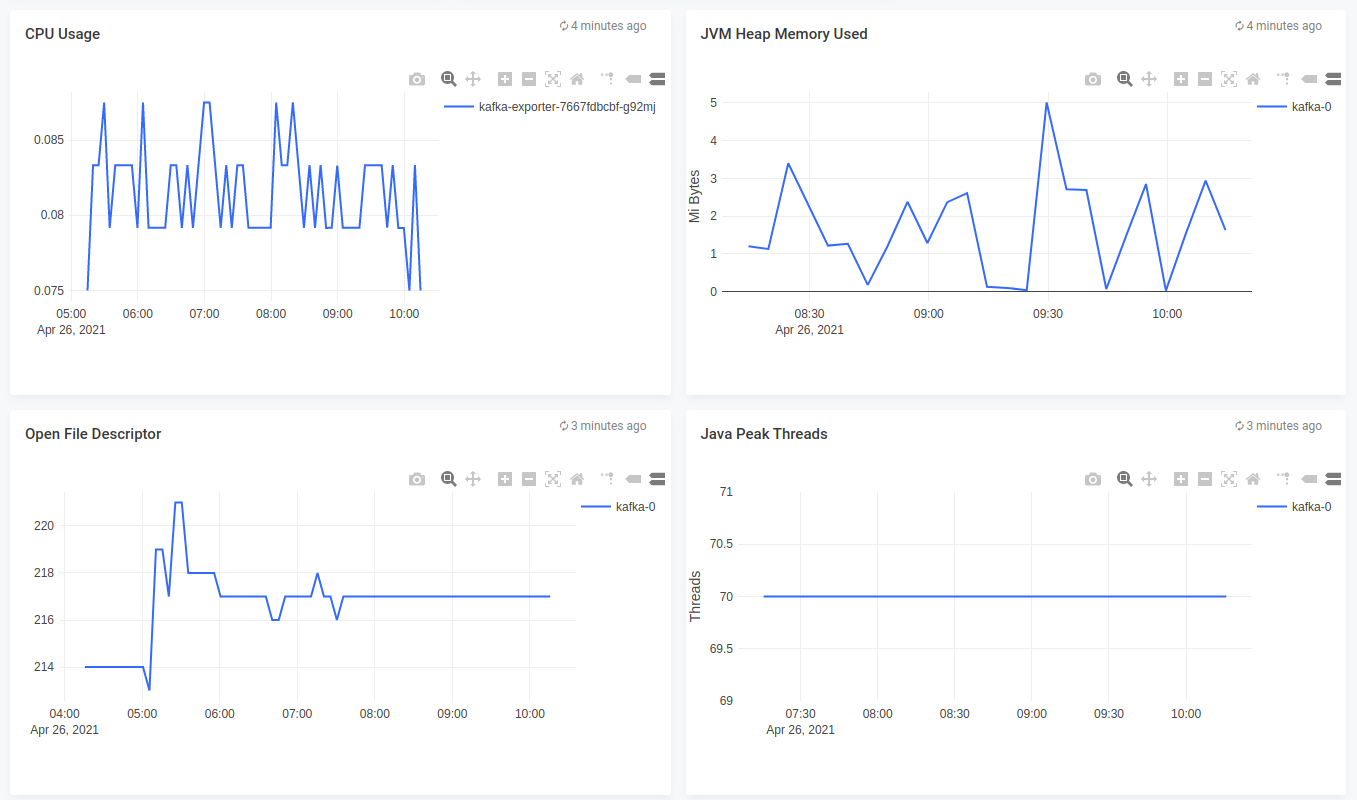 CPU Usage
4 minutes ago
kafka-exporter-7667fdbcbf-g92mj
0.085
0.08
0.075
05:00 06:00 07:00 08:00 09:00 10:00
Apr 26, 2021
JVM Heap Memory Used
4 minutes ago
kafka-0
Mi Bytes
5
4
3
2
1
0
08:30 09:00 09:30 10:00
Apr 26, 2021
Open File Descriptor
3 minutes ago
kafka-0
220
218
216
214
04:00 05:00 06:00 07:00 08:00 09:00 10:00
Apr 26, 2021
Java Peak Threads
3 minutes ago
kafka-0
Threads
71
70.5
70
69.5
69
07:30 08:00 08:30 09:00 09:30 10:00
Apr 26, 2021